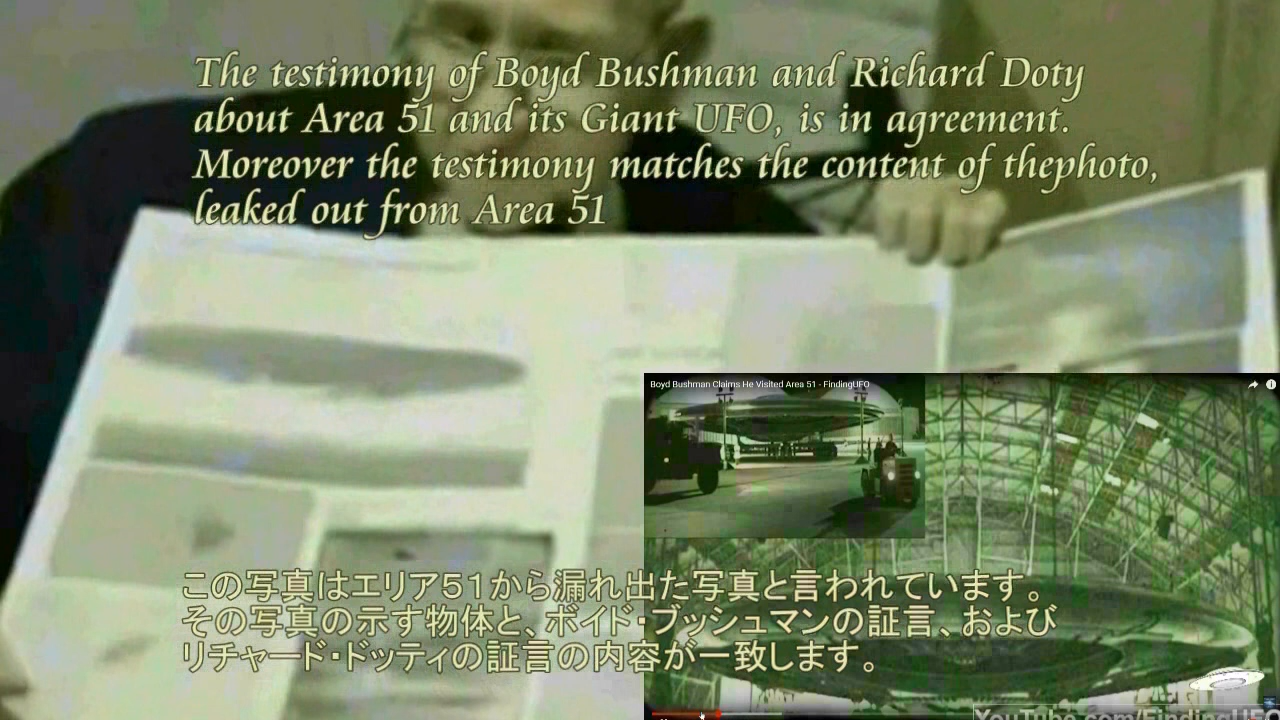 The testimony of Boyd Bushman and Richard Doty
about Area 51 and its Giant UFO, is in agreement.
Moreover the testimony matches the content of thephoto,
leaked out from Area 51
Boyd Bushman Claims He Visited Area 51 - FindingUFO
この写真はエリア５１から漏れ出た写真と言われています。
その写真の示す物体と、ボイド・ブッシュマンの証言、および
リチャード・ドッティの証言の内容が一致します。
YouTube.com/FindingUFO